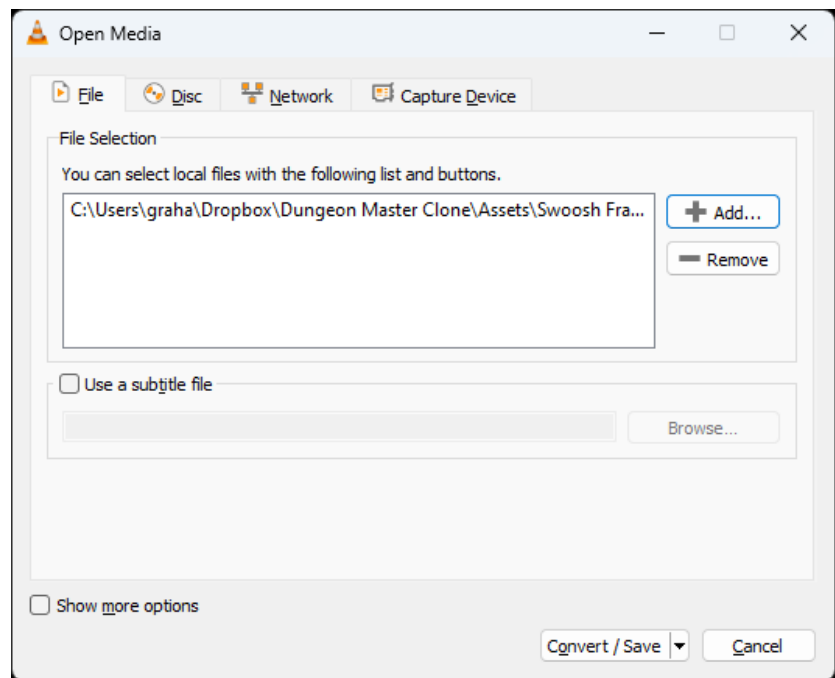 Open Media
File Disc Network Capture Device
File Selection
You can select local files with the following list and buttons.
C:\Users\graha\Dropbox\Dungeon Master Clone\Assets\Swoosh Fra...
Add...
Remove
Use a subtitle file
Browse...
Show more options
Convert / Save Cancel